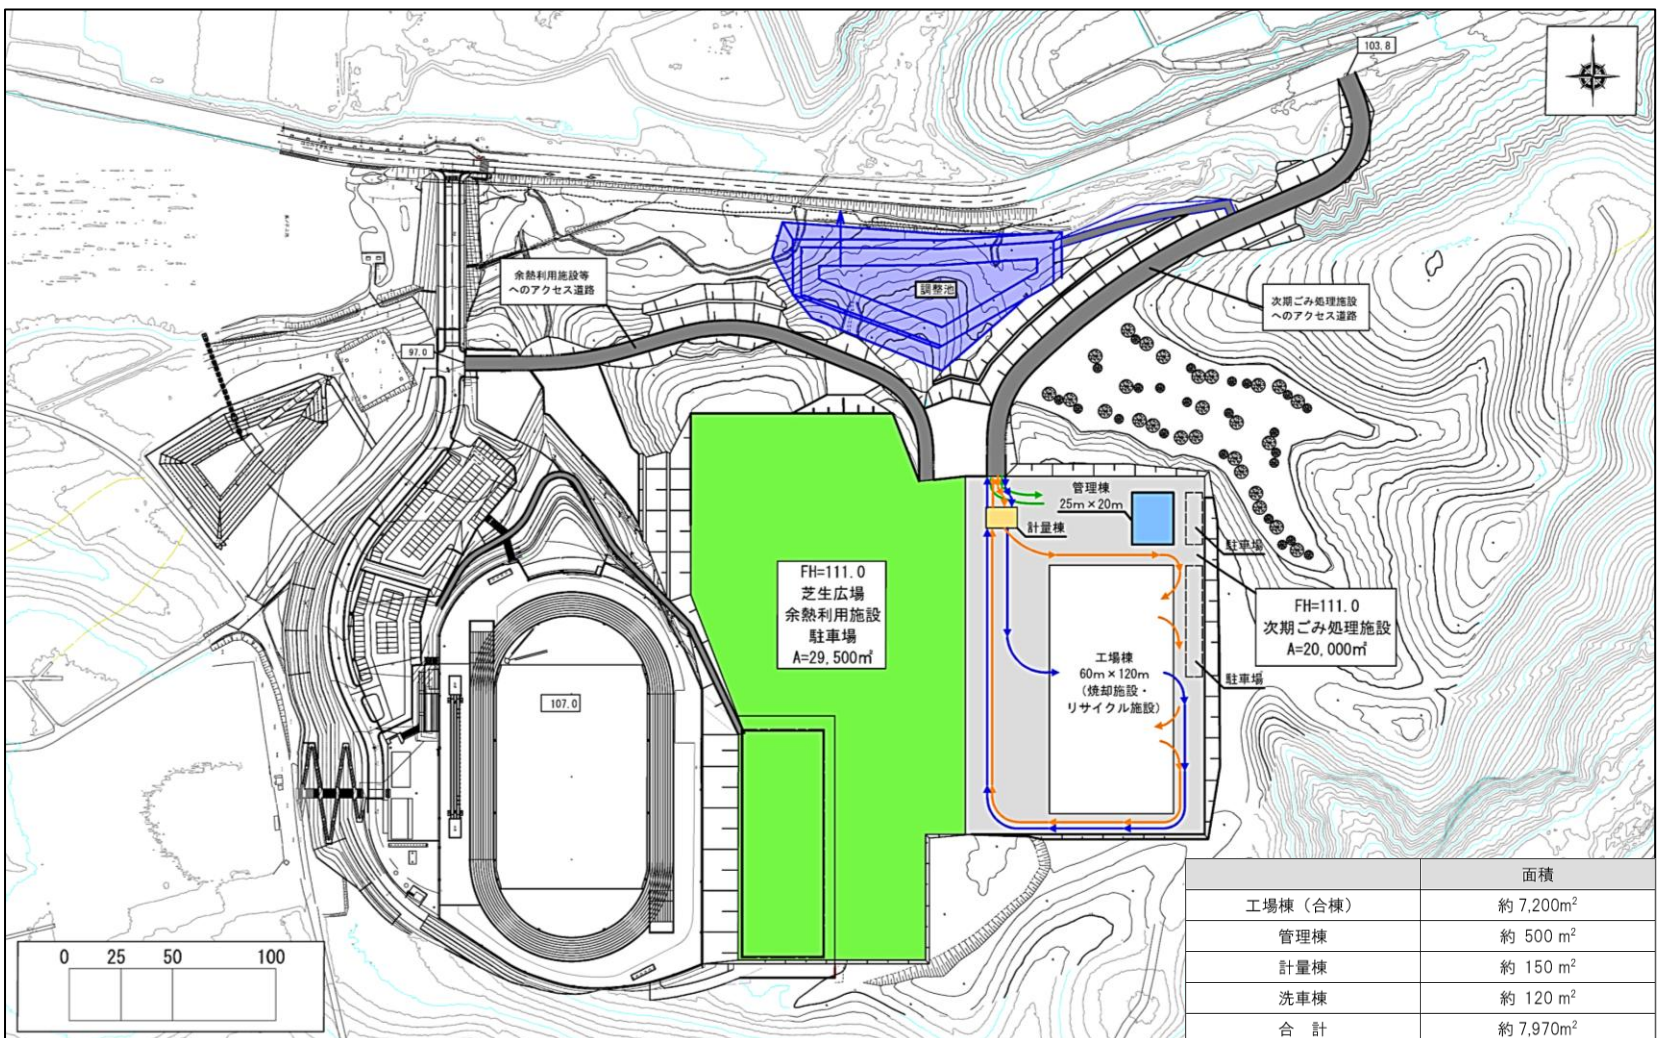 103.8
余熱利用施設等
へのアクセス道路
調整池
次期ごみ処理施設
へのアクセス道路
97.0
管理棟
25m×20m
計量棟
駐車場
FH=111.0
芝生広場
余熱利用施設
駐車場
A=29,500㎡
FH=111.0
次期ごみ処理施設
A=20,000㎡
工場棟
60m×120m
(焼却施設・
リサイクル施設)
駐車場
107.0
面積
工場棟（合棟） 約 7,200m²
管理棟 約 500 m²
計量棟 約 150 m²
洗車棟 約 120 m²
合 計 約 7,970m²
0 25 50 100